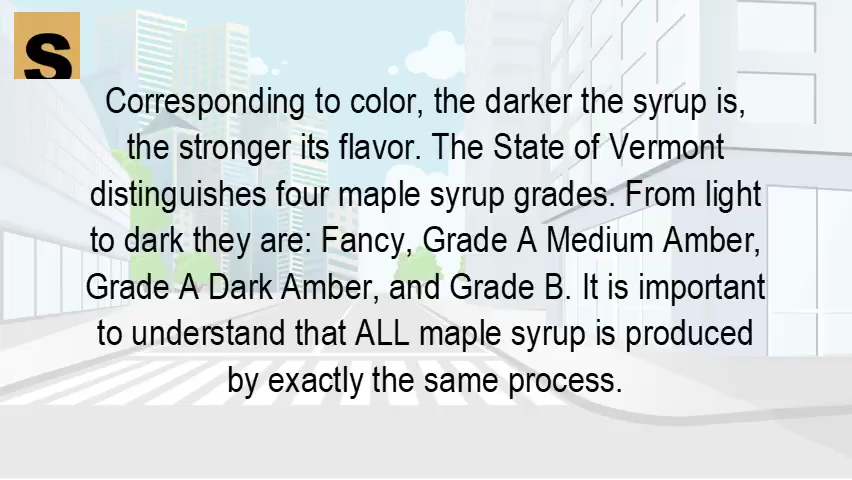 S
Corresponding to color, the darker the syrup is,
the stronger its flavor. The State of Vermont
distinguishes four maple syrup grades. From light
to dark they are: Fancy, Grade A Medium Amber,
Grade A Dark Amber, and Grade B. It is important
to understand that ALL maple syrup is produced
by exactly the same process.